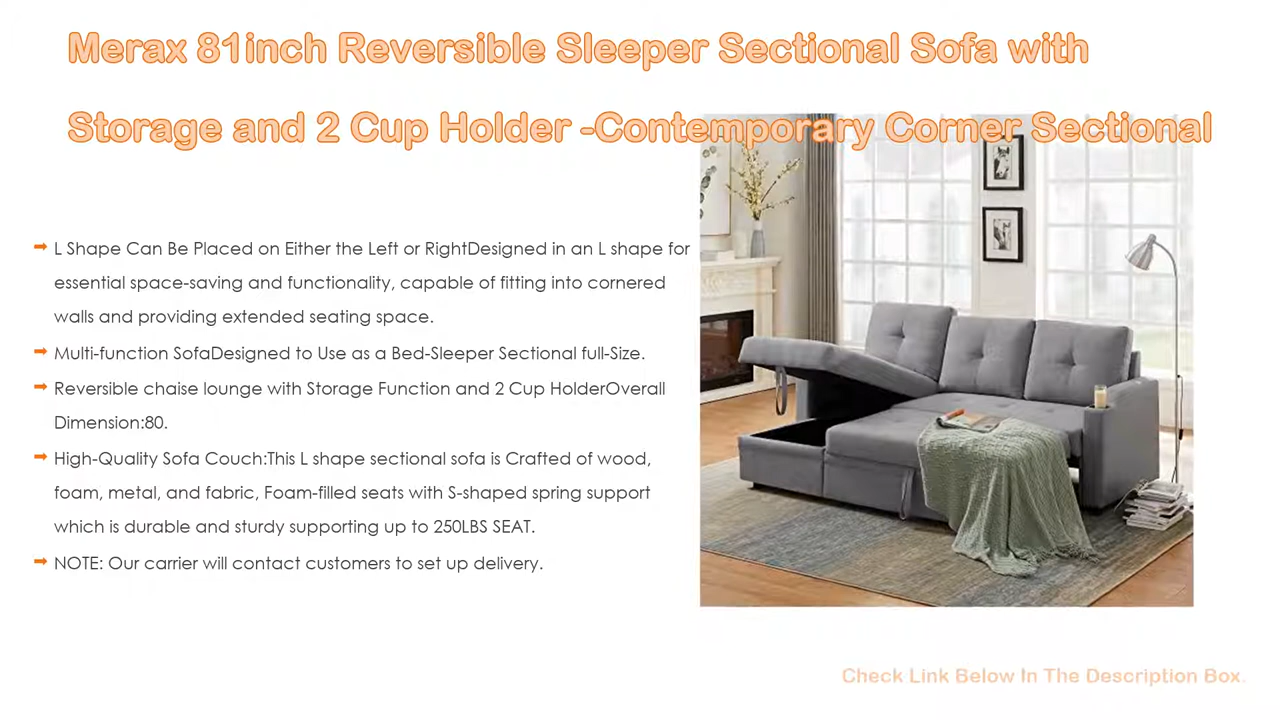 Merax 81inch Reversible Sleeper Sectional Sofa with
Storage and 2 Cup Holder -Contemporary Corner Sectional
➞ L Shape Can Be Placed on Either the Left or RightDesigned in an L shape for
essential space-saving and functionality, capable of fitting into cornered
walls and providing extended seating space.
➞ Multi-function SofaDesigned to Use as a Bed-Sleeper Sectional full-Size.
➞ Reversible chaise lounge with Storage Function and 2 Cup HolderOverall
Dimension:80.
➞ High-Quality Sofa Couch:This L shape sectional sofa is Crafted of wood,
foam, metal, and fabric, Foam-filled seats with S-shaped spring support
which is durable and sturdy supporting up to 250LBS SEAT.
➞ NOTE: Our carrier will contact customers to set up delivery.
Check Link Below In The Description Box.